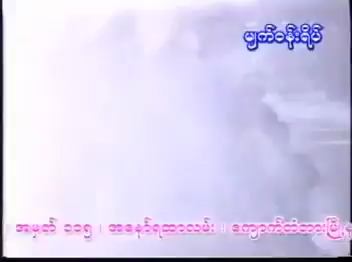 မျက်ဝန်းရိပ်
အမှတ် ၁၁၅ ၊ အနော်ရထာလမ်း ။ ကျောက်တံတားမြို့